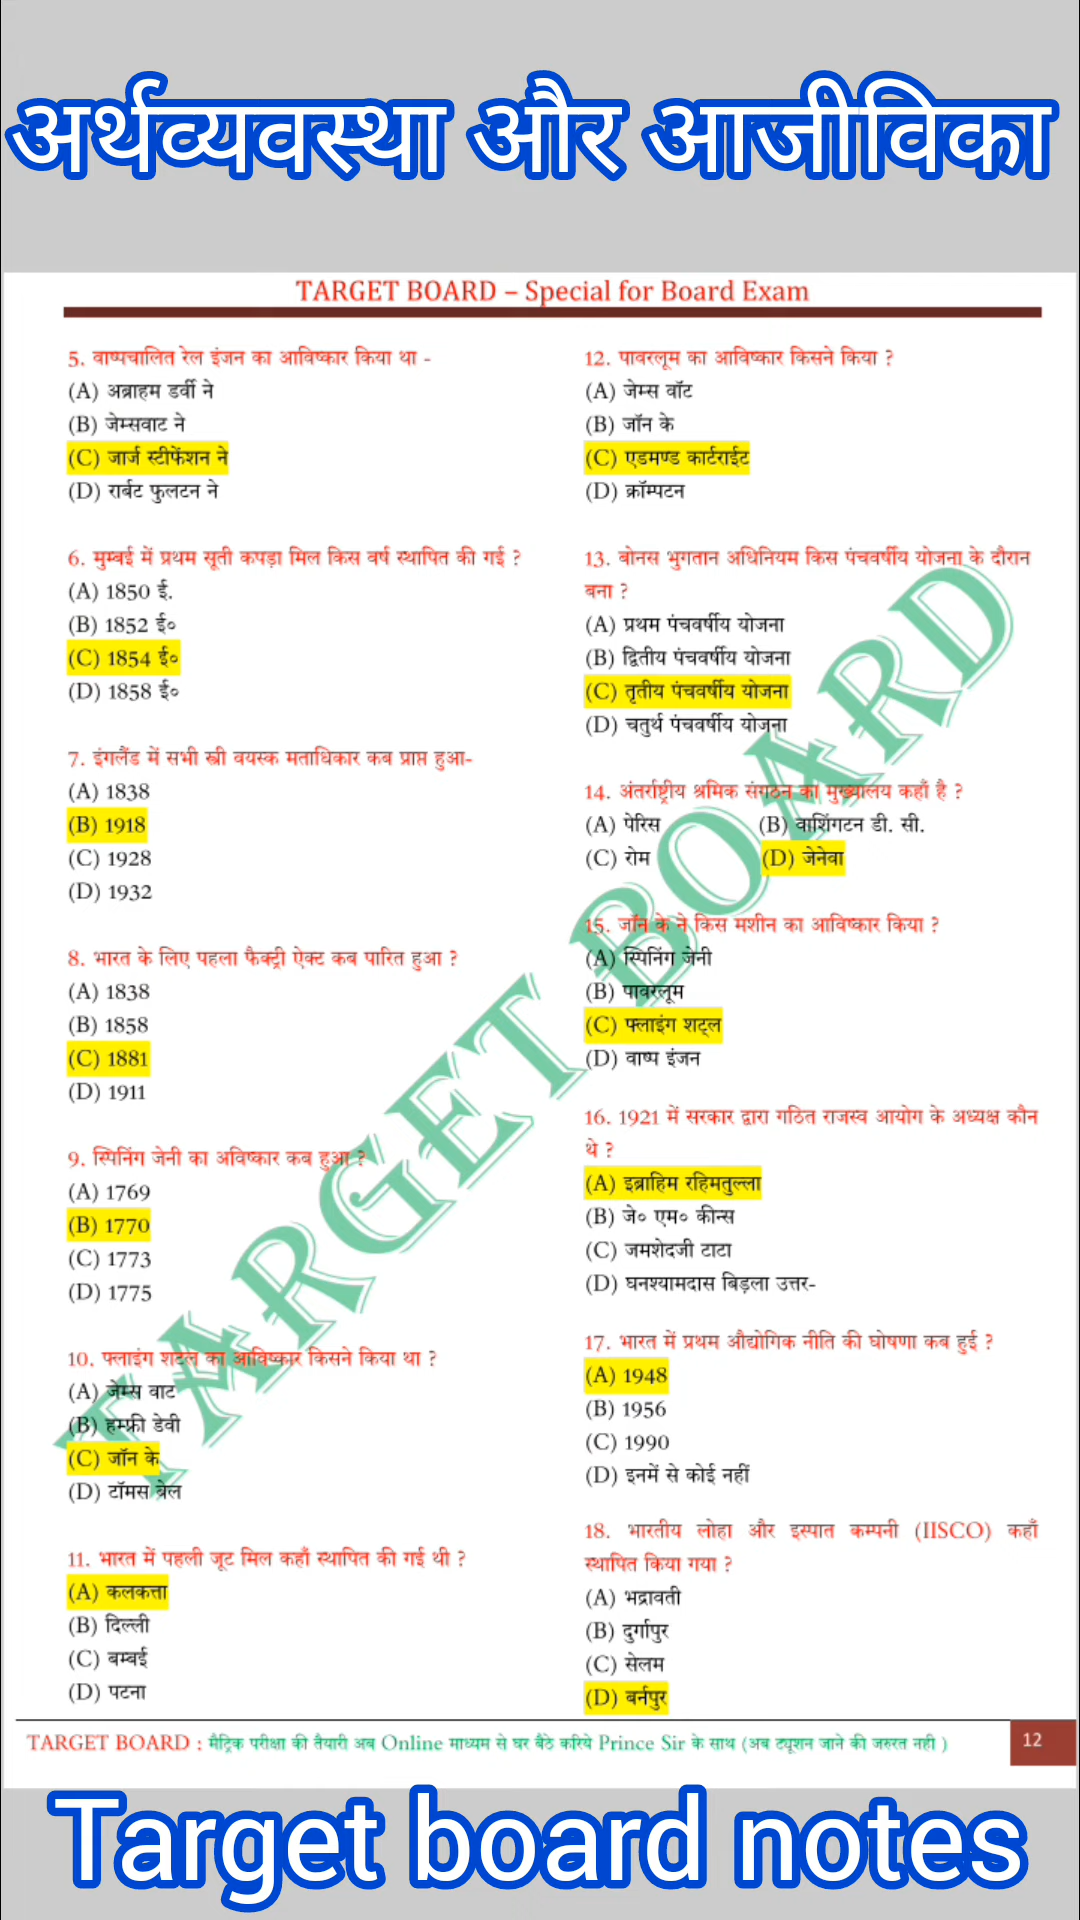 अर्थव्यवस्था और आजीविका
TARGET BOARD – Special for Board Exam
5. वाष्पचालित रेल इंजन का आविष्कार किया था -
(A) अब्राहम डर्वी ने
(B) जेम्सवाट ने
(C) जार्ज स्टीफेंशन ने
(D) रार्बट फुलटन ने
6. मुम्बई में प्रथम सूती कपड़ा मिल किस वर्ष स्थापित की गई ?
(A) 1850 ई.
(B) 1852 ई०
(C) 1854 ई०
(D) 1858 ई०
7. इंगलैंड में सभी स्त्री वयस्क मताधिकार कब प्राप्त हुआ-
(A) 1838
(B) 1918
(C) 1928
(D) 1932
8. भारत के लिए पहला फैक्ट्री ऐक्ट कब पारित हुआ ?
(A) 1838
(B) 1858
(C) 1881
(D) 1911
9. स्पिनिंग जेनी का अविष्कार कब हुआ ?
(A) 1769
(B) 1770
(C) 1773
(D) 1775
10. फ्लाइंग शटल का आविष्कार किसने किया था ?
(A) जेम्स वाट
(B) हम्फ्री डेवी
(C) जॉन के
(D) टॉमस ब्रेल
11. भारत में पहली जूट मिल कहाँ स्थापित की गई थी ?
(A) कलकत्ता
(B) दिल्ली
(C) बम्बई
(D) पटना
12. पावरलूम का आविष्कार किसने किया ?
(A) जेम्स वॉट
(B) जॉन के
(C) एडमण्ड कार्टराईट
(D) क्रॉम्पटन
13. बोनस भुगतान अधिनियम किस पंचवर्षीय योजना के दौरान
बना ?
(A) प्रथम पंचवर्षीय योजना
(B) द्वितीय पंचवर्षीय योजना
(C) तृतीय पंचवर्षीय योजना
(D) चतुर्थ पंचवर्षीय योजना
14. अंतर्राष्ट्रीय श्रमिक संगठन का मुख्यालय कहाँ है ?
(A) पेरिस (B) वाशिंगटन डी. सी.
(C) रोम (D) जेनेवा
15. जॉन के ने किस मशीन का आविष्कार किया ?
(A) स्पिनिंग जेनी
(B) पावरलूम
(C) फ्लाइंग शट्ल
(D) वाष्प इंजन
16. 1921 में सरकार द्वारा गठित राजस्व आयोग के अध्यक्ष कौन
थे ?
(A) इब्राहिम रहिमतुल्ला
(B) जे० एम० कीन्स
(C) जमशेदजी टाटा
(D) घनश्यामदास बिड़ला उत्तर-
17. भारत में प्रथम औद्योगिक नीति की घोषणा कब हुई ?
(A) 1948
(B) 1956
(C) 1990
(D) इनमें से कोई नहीं
18. भारतीय लोहा और इस्पात कम्पनी (IISCO) कहाँ
स्थापित किया गया ?
(A) भद्रावती
(B) दुर्गापुर
(C) सेलम
(D) बर्नपुर
TARGET BOARD
TARGET BOARD : मैट्रिक परीक्षा की तैयारी अब Online माध्यम से घर बैठे करिये Prince Sir के साथ (अब ट्यूशन जाने की जरुरत नही )
12
Target board notes